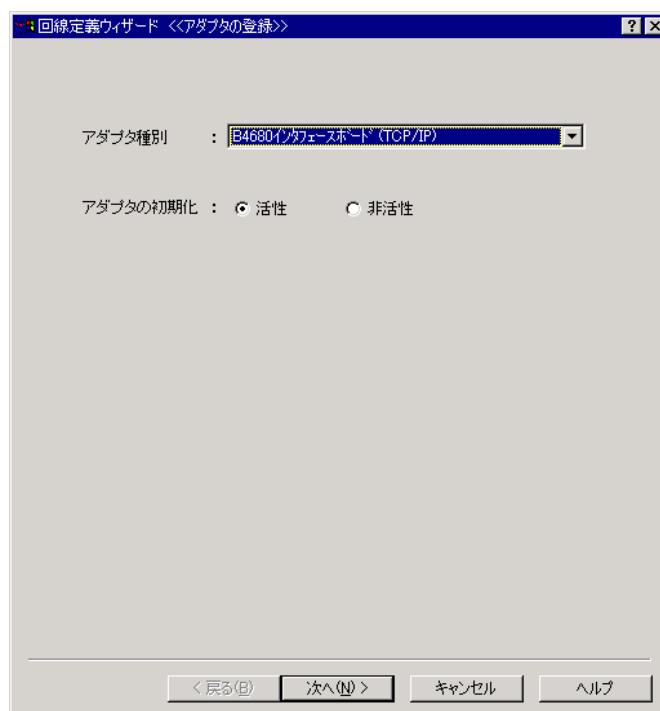 回線定義ウィザード <<アダプタの登録>>
アダプタ種別 : B4680インタフェースボード(TCP/IP)
アダプタの初期化 : 活性 非活性
< 戻る(B) 次へ(N) > キャンセル ヘルプ